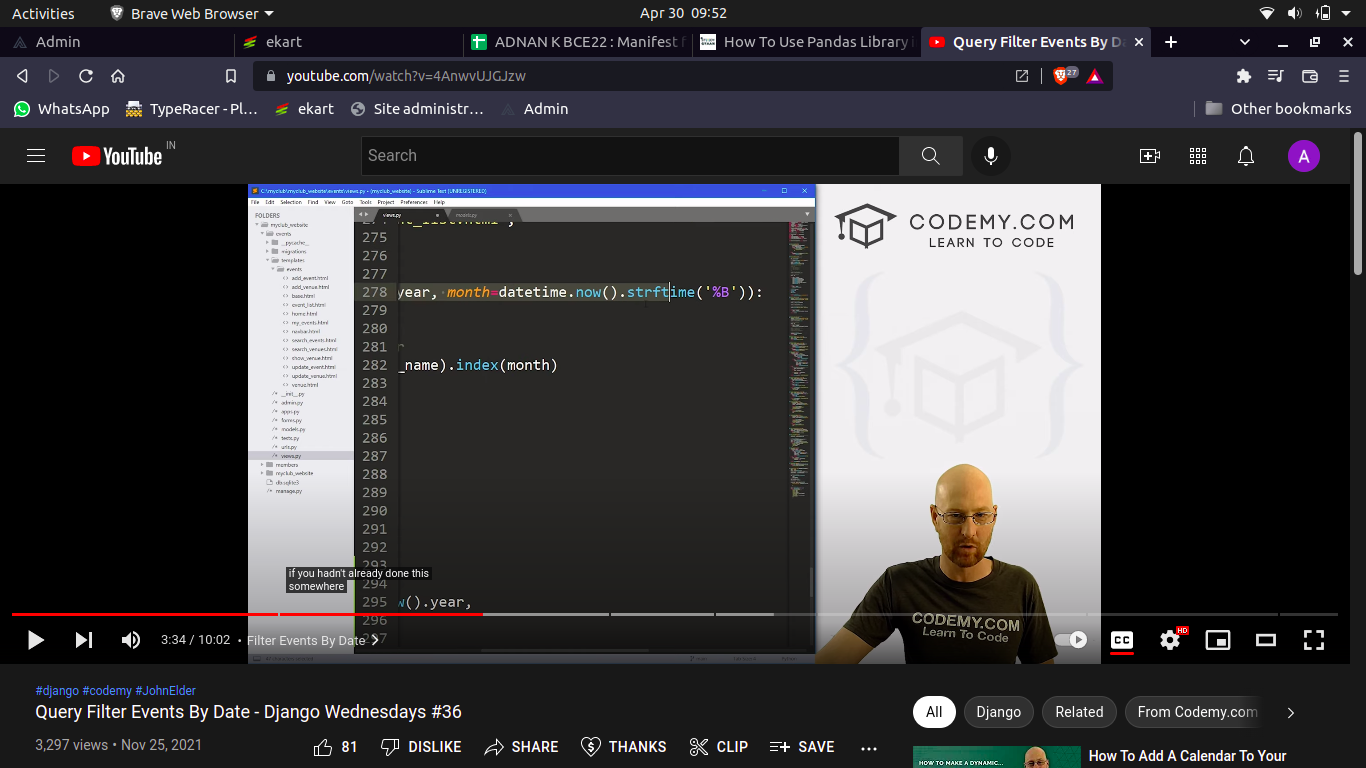 Activities
Brave Web Browser
Apr 30 09:52
Admin
ekart
ADNAN K BCE22 : Manifest f
How To Use Pandas Library i
Query Filter Events By Da
youtube.com/watch?v=4AnwvUJGJzw
27
WhatsApp
TypeRacer - Pl…
ekart
Site administr…
Admin
Other bookmarks
YouTube IN
Search
A
C:\myclub\myclub_website\events\views.py - (myclub_website) - Sublime Text (UNREGISTERED)
File Edit Selection Find View Goto Tools Project Preferences Help
FOLDERS
myclub_website
events
__pycache__
migrations
templates
events
add_event.html
add_venue.html
base.html
event_list.html
home.html
my_events.html
navbar.html
search_events.html
search_venues.html
show_venue.html
update_event.html
update_venue.html
venue.html
__init__.py
admin.py
apps.py
forms.py
models.py
tests.py
urls.py
views.py
members
myclub_website
db.sqlite3
manage.py
views.py
275
276
277
278 year, month=datetime.now().strftime('%B')):
279
280
281
282 _name).index(month)
283
284
285
286
287
288
289
290
291
292
293
294
295 w().year,
296
297
if you hadn't already done this
somewhere
CODEMY.COM
LEARN TO CODE
CODEMY.COM
Learn To Code
3:34 / 10:02 • Filter Events By Date
CC
HD
#django #codemy #JohnElder
Query Filter Events By Date - Django Wednesdays #36
3,297 views • Nov 25, 2021
81
DISLIKE
SHARE
THANKS
CLIP
SAVE
All
Django
Related
From Codemy.com
HOW TO MAKE A DYNAMIC...
How To Add A Calendar To Your